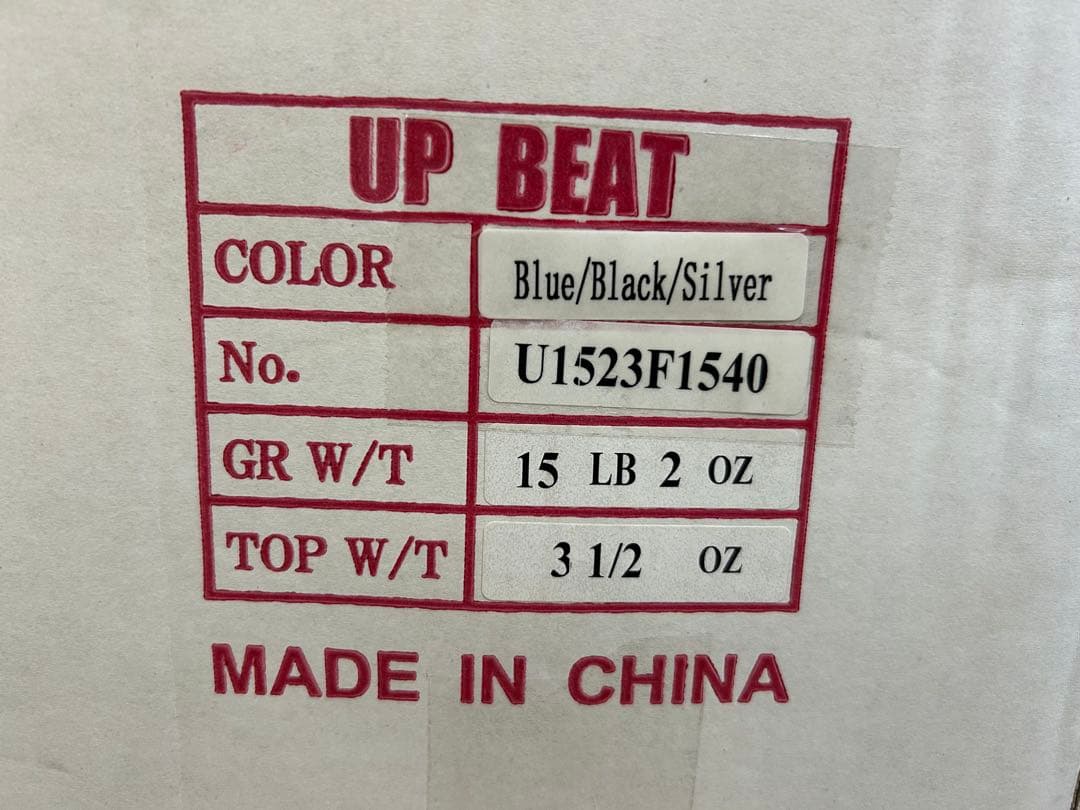 UP BEAT
COLOR Blue/Black/Silver
No. U1523F1540
GR W/T 15 LB 2 OZ
TOP W/T 3 1/2 OZ
MADE IN CHINA